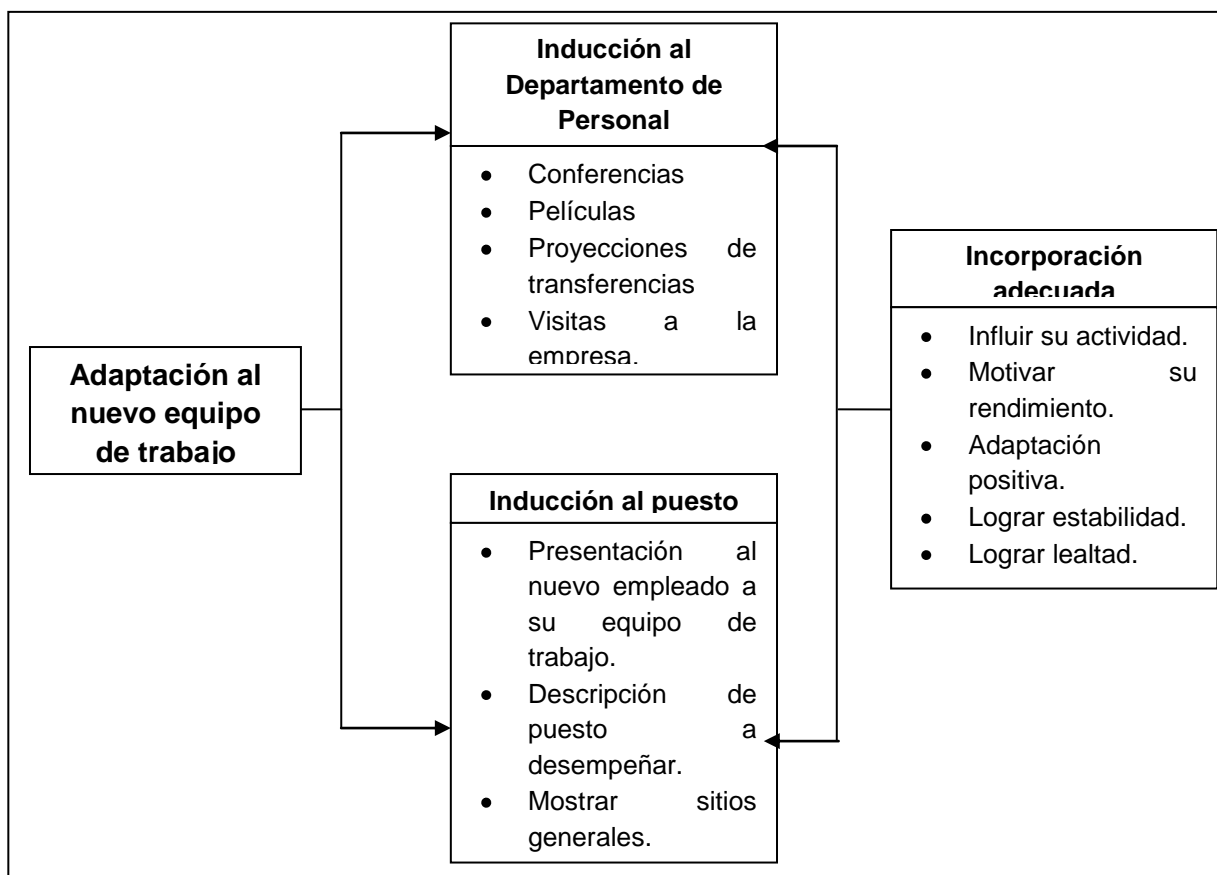 Inducción al
Departamento de
Personal
• Conferencias
• Películas
• Proyecciones de
transferencias
• Visitas a la
empresa.
Adaptación al
nuevo equipo
de trabajo
Inducción al puesto
• Presentación al
nuevo empleado a
su equipo de
trabajo.
• Descripción de
puesto a
desempeñar.
• Mostrar sitios
generales.
Incorporación
adecuada
• Influir su actividad.
• Motivar su
rendimiento.
• Adaptación
positiva.
• Lograr estabilidad.
• Lograr lealtad.